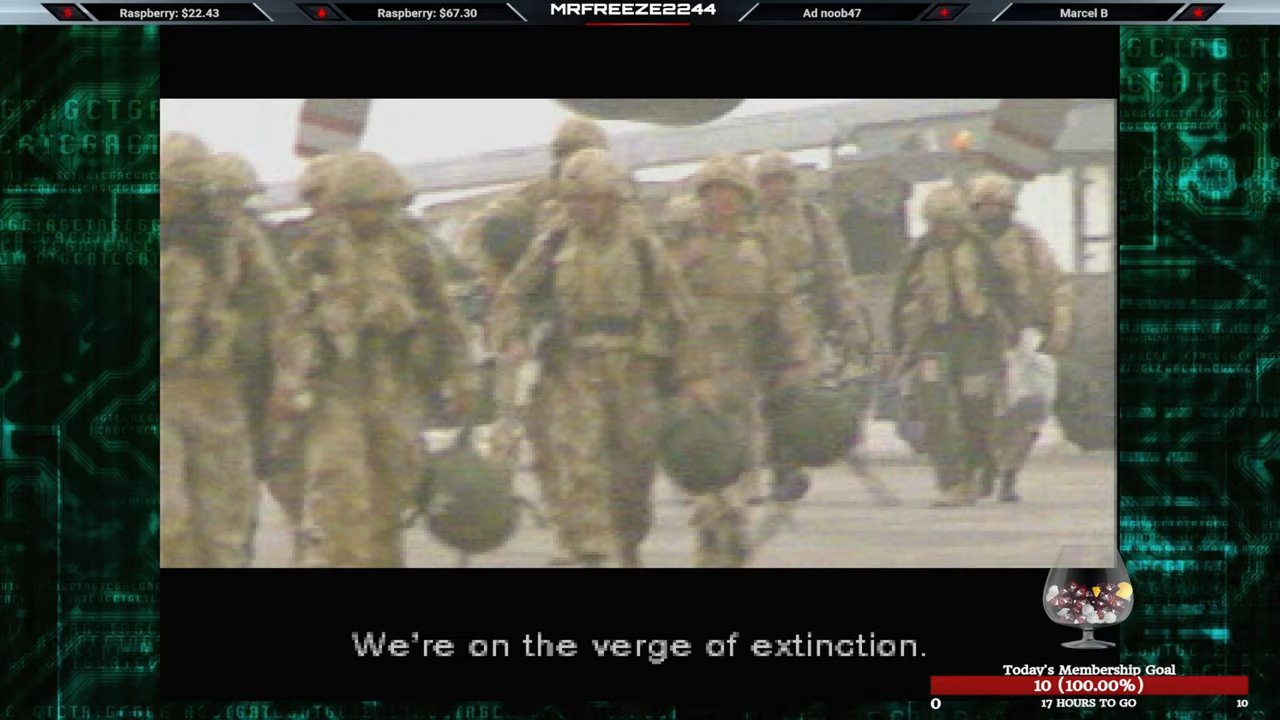 Raspberry: $22.43
Raspberry: $67.30
MRFREEZE2244
Ad noob47
Marcel B
We're on the verge of extinction.
Today's Membership Goal
10 (100.00%)
0
17 HOURS TO GO
10